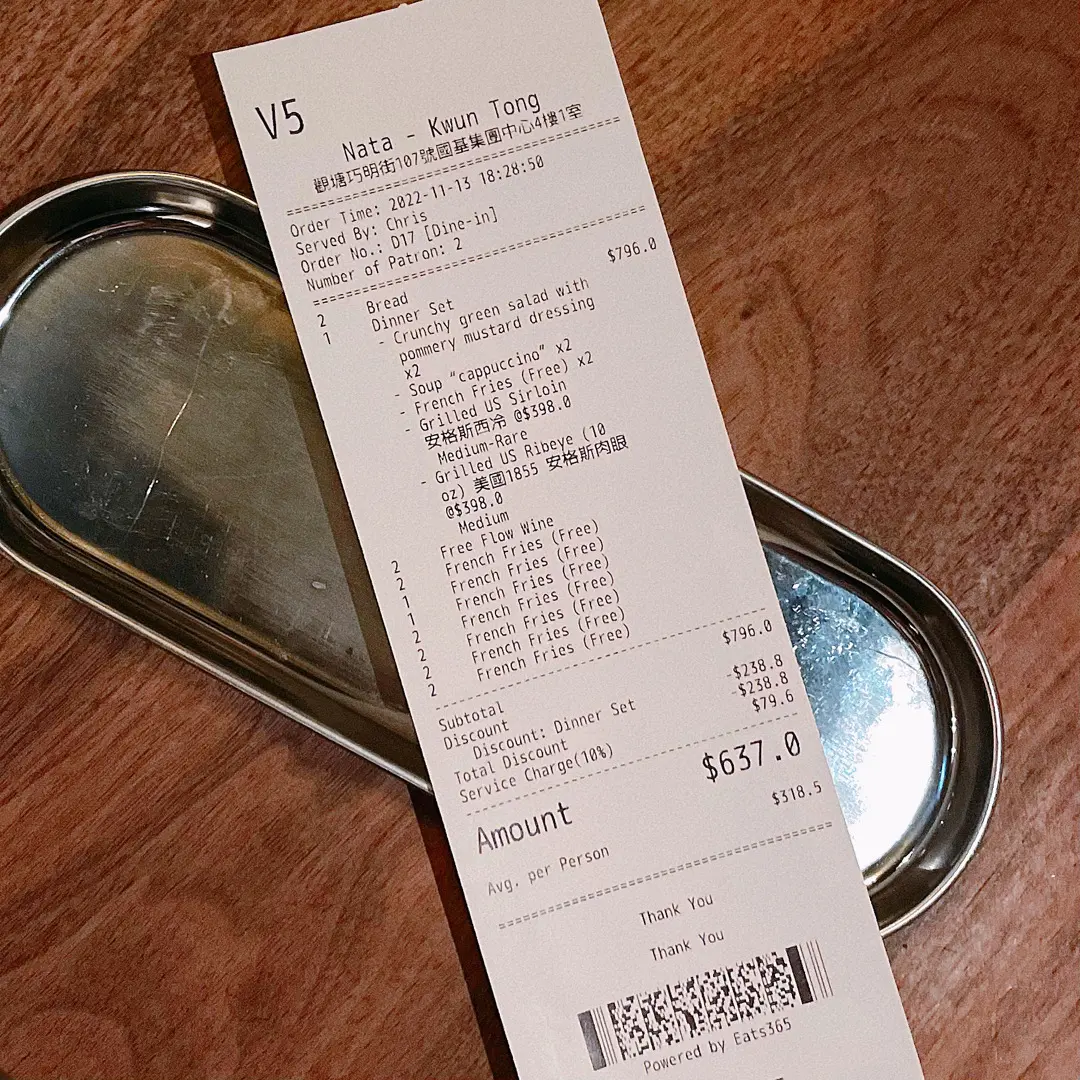 V5
Nata - Kwun Tong
觀塘巧明街107號國基集團中心4樓1室
Order Time: 2022-11-13 18:28:50
Served By: Chris
Order No.: D17 [Dine-in]
Number of Patron: 2
2 Bread
1 Dinner Set $796.0
- Crunchy green salad with
pommery mustard dressing
x2
- Soup “cappuccino” x2
- French Fries (Free) x2
- Grilled US Sirloin
安格斯西冷 @$398.0
Medium-Rare
- Grilled US Ribeye (10
oz) 美國1855 安格斯肉眼
@$398.0
Medium
2 Free Flow Wine
2 French Fries (Free)
1 French Fries (Free)
1 French Fries (Free)
2 French Fries (Free)
2 French Fries (Free)
2 French Fries (Free)
French Fries (Free)
Subtotal $796.0
Discount -$238.8
Discount: Dinner Set -$238.8
Total Discount
Service Charge(10%) $79.6
Amount $637.0
Avg. per Person $318.5
Thank You
Thank You
Powered by Eats365